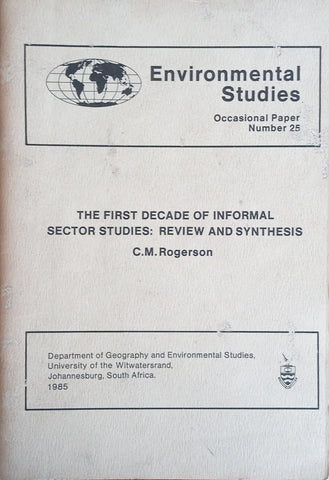 Environmental
Studies
Occasional Paper
Number 25
THE FIRST DECADE OF INFORMAL
SECTOR STUDIES: REVIEW AND SYNTHESIS
C.M.Rogerson
Department of Geography and Environmental Studies,
University of the Witwatersrand,
Johannesburg, South Africa.
1985